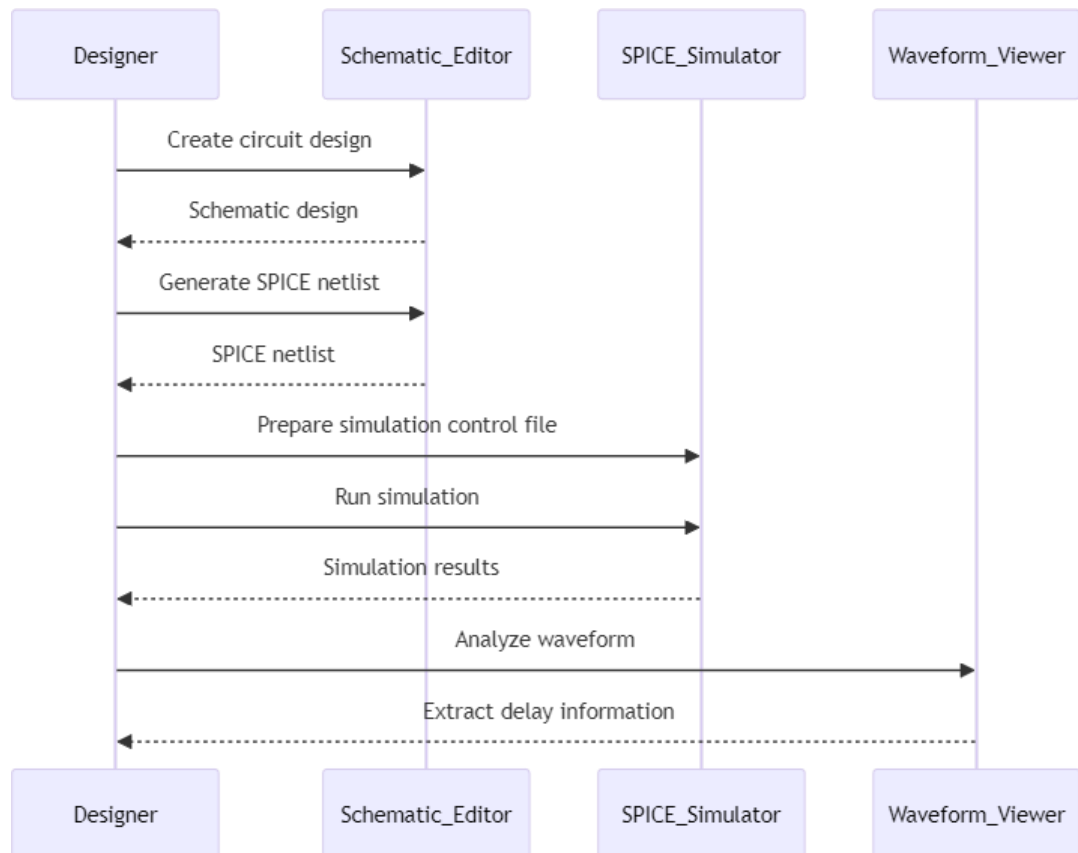 Designer
Schematic_Editor
SPICE_Simulator
Waveform_Viewer
Create circuit design
Schematic design
Generate SPICE netlist
SPICE netlist
Prepare simulation control file
Run simulation
Simulation results
Analyze waveform
Extract delay information
Designer
Schematic_Editor
SPICE_Simulator
Waveform_Viewer